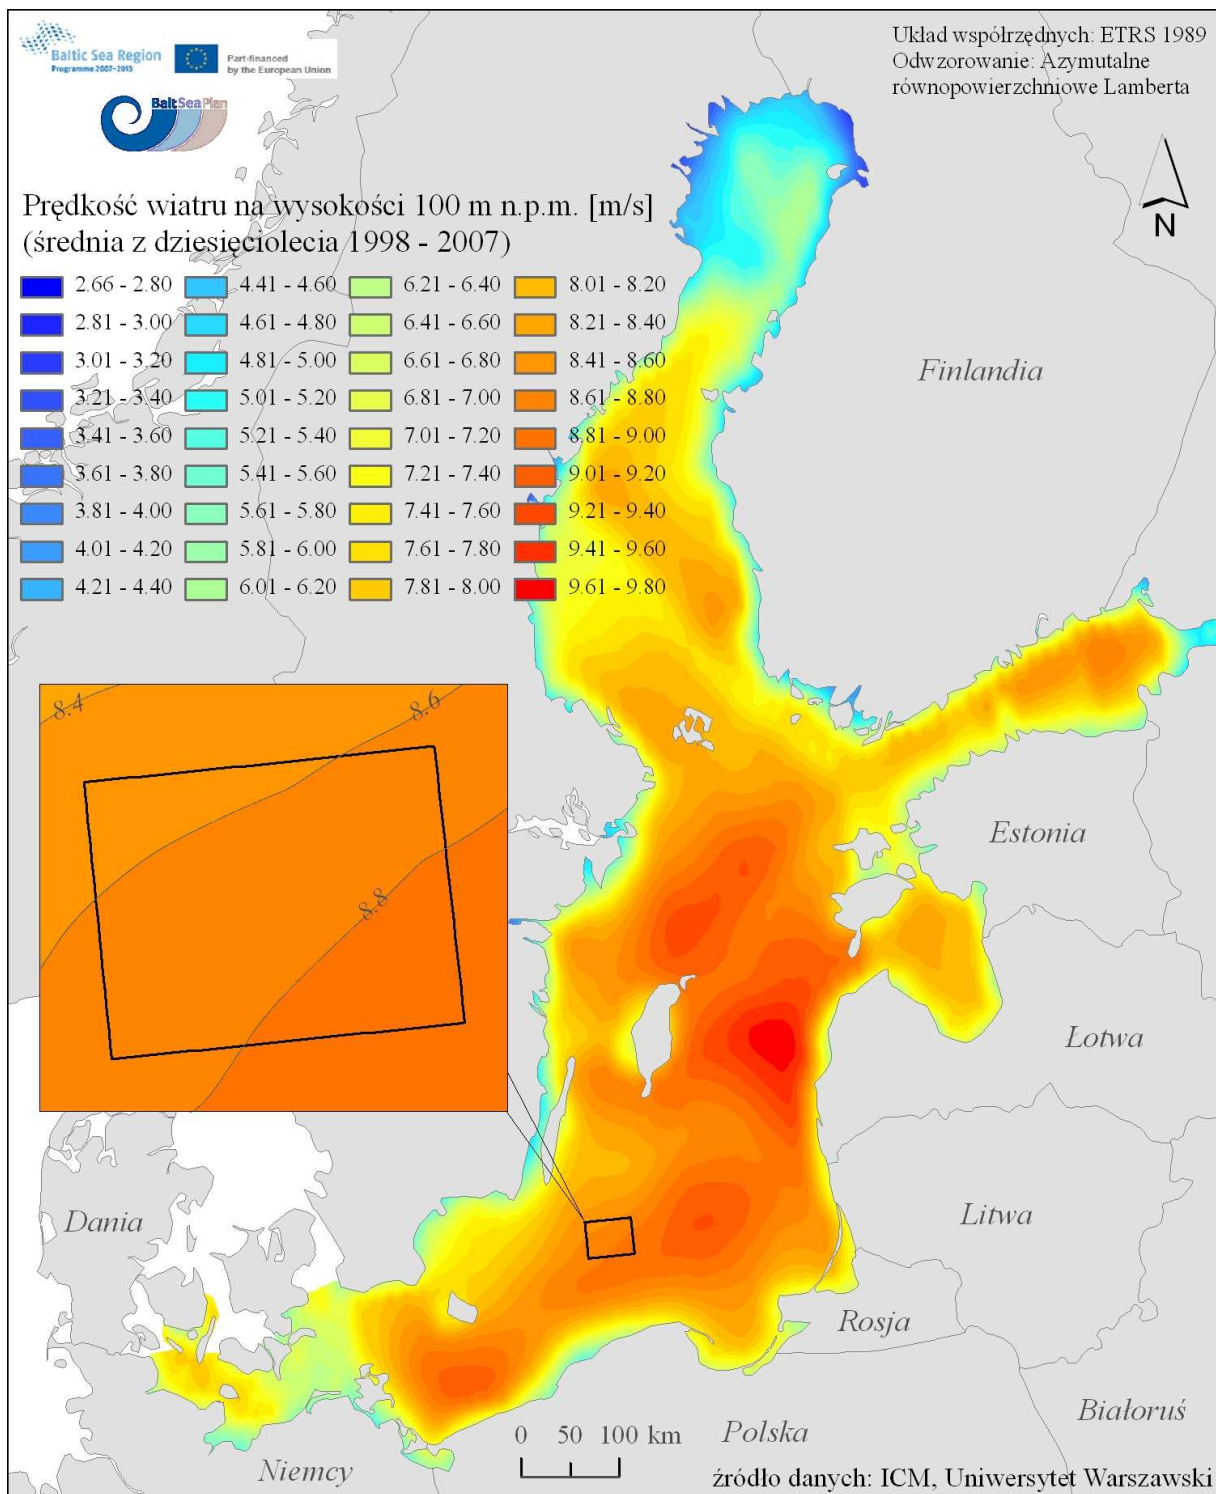 Baltic Sea Region
Programme 2007-2013
Part-financed
by the European Union
BaltSeaPlan
Układ współrzędnych: ETRS 1989
Odwzorowanie: Azymutalne
równopowierzchniowe Lamberta
N
Prędkość wiatru na wysokości 100 m n.p.m. [m/s]
(średnia z dziesięciolecia 1998 - 2007)
2.66 - 2.80 4.41 - 4.60 6.21 - 6.40 8.01 - 8.20
2.81 - 3.00 4.61 - 4.80 6.41 - 6.60 8.21 - 8.40
3.01 - 3.20 4.81 - 5.00 6.61 - 6.80 8.41 - 8.60
3.21 - 3.40 5.01 - 5.20 6.81 - 7.00 8.61 - 8.80
3.41 - 3.60 5.21 - 5.40 7.01 - 7.20 8.81 - 9.00
3.61 - 3.80 5.41 - 5.60 7.21 - 7.40 9.01 - 9.20
3.81 - 4.00 5.61 - 5.80 7.41 - 7.60 9.21 - 9.40
4.01 - 4.20 5.81 - 6.00 7.61 - 7.80 9.41 - 9.60
4.21 - 4.40 6.01 - 6.20 7.81 - 8.00 9.61 - 9.80
Finlandia
8.4
8.6
8.8
Estonia
Łotwa
Litwa
Dania
Rosja
Białoruś
Polska
Niemcy
0 50 100 km
źródło danych: ICM, Uniwersytet Warszawski